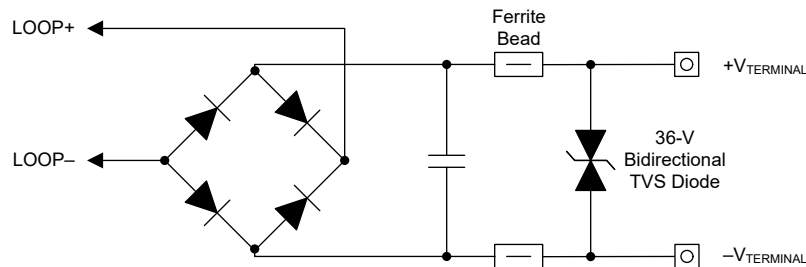 LOOP+
Ferrite
Bead
+VTERMINAL
LOOP–
36-V
Bidirectional
TVS Diode
–VTERMINAL